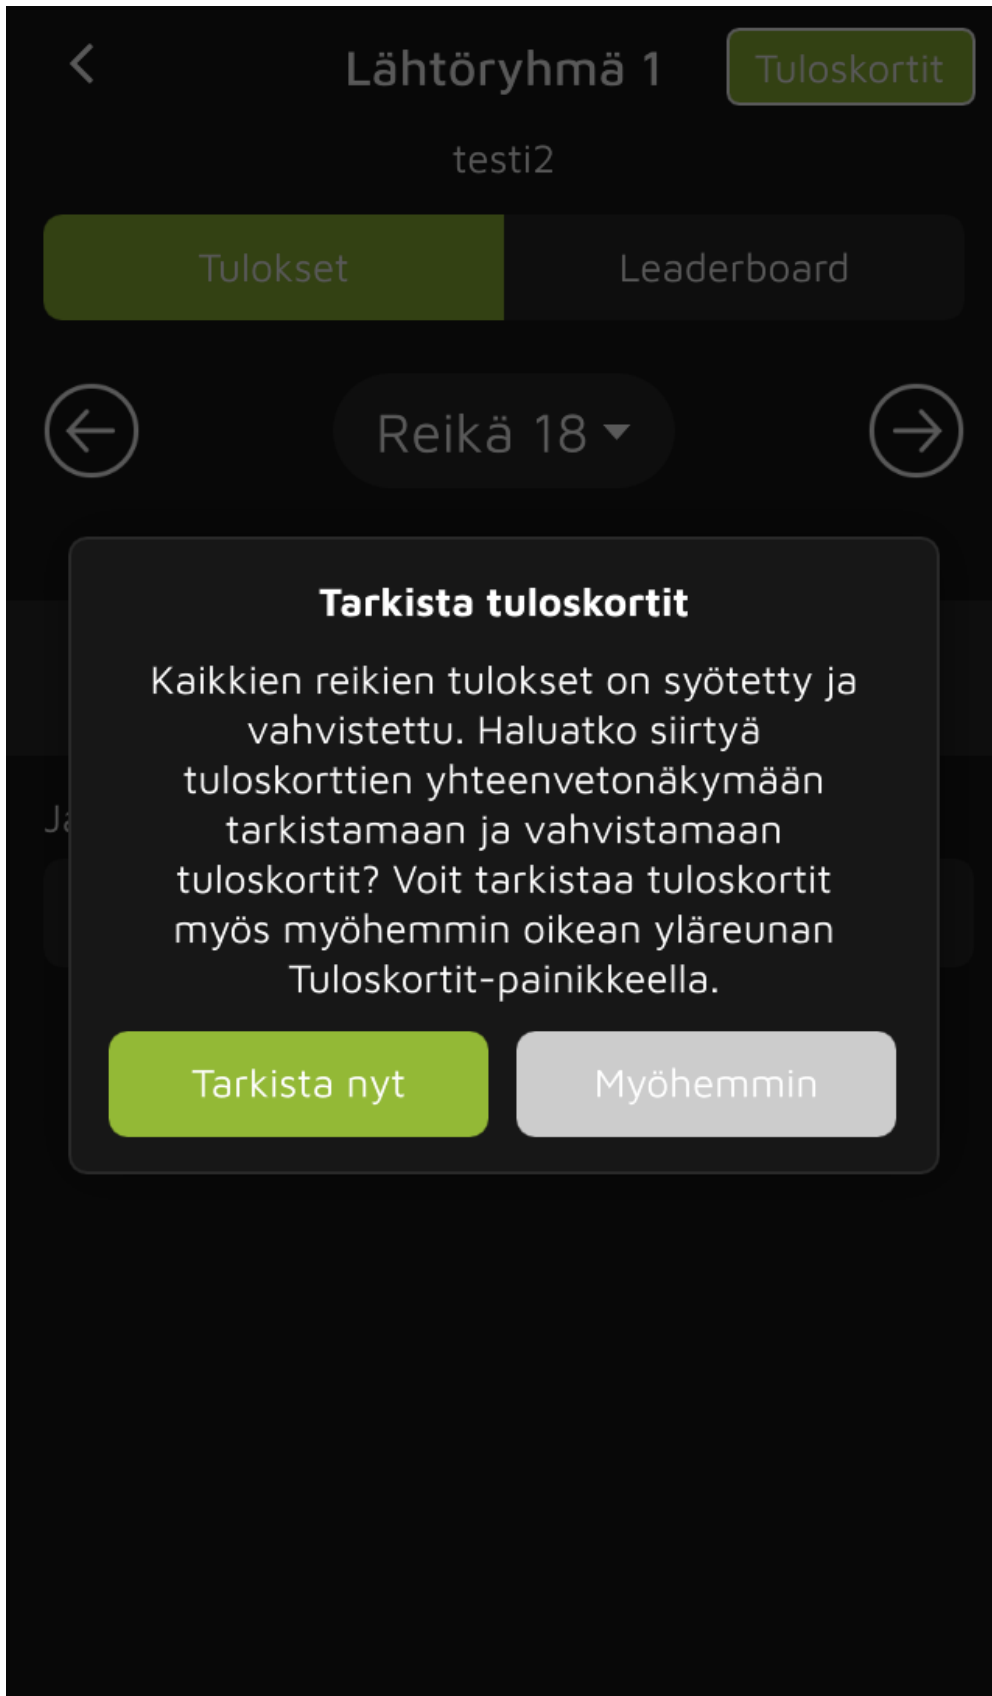 Lähtöryhmä 1
Tuloskortit
testi2
Tulokset
Leaderboard
Reikä 18
Tarkista tuloskortit
Kaikkien reikien tulokset on syötetty ja
vahvistettu. Haluatko siirtyä
tuloskorttien yhteenvetonäkymään
tarkistamaan ja vahvistamaan
tuloskortit? Voit tarkistaa tuloskortit
myös myöhemmin oikean yläreunan
Tuloskortit-painikkeella.
Tarkista nyt
Myöhemmin